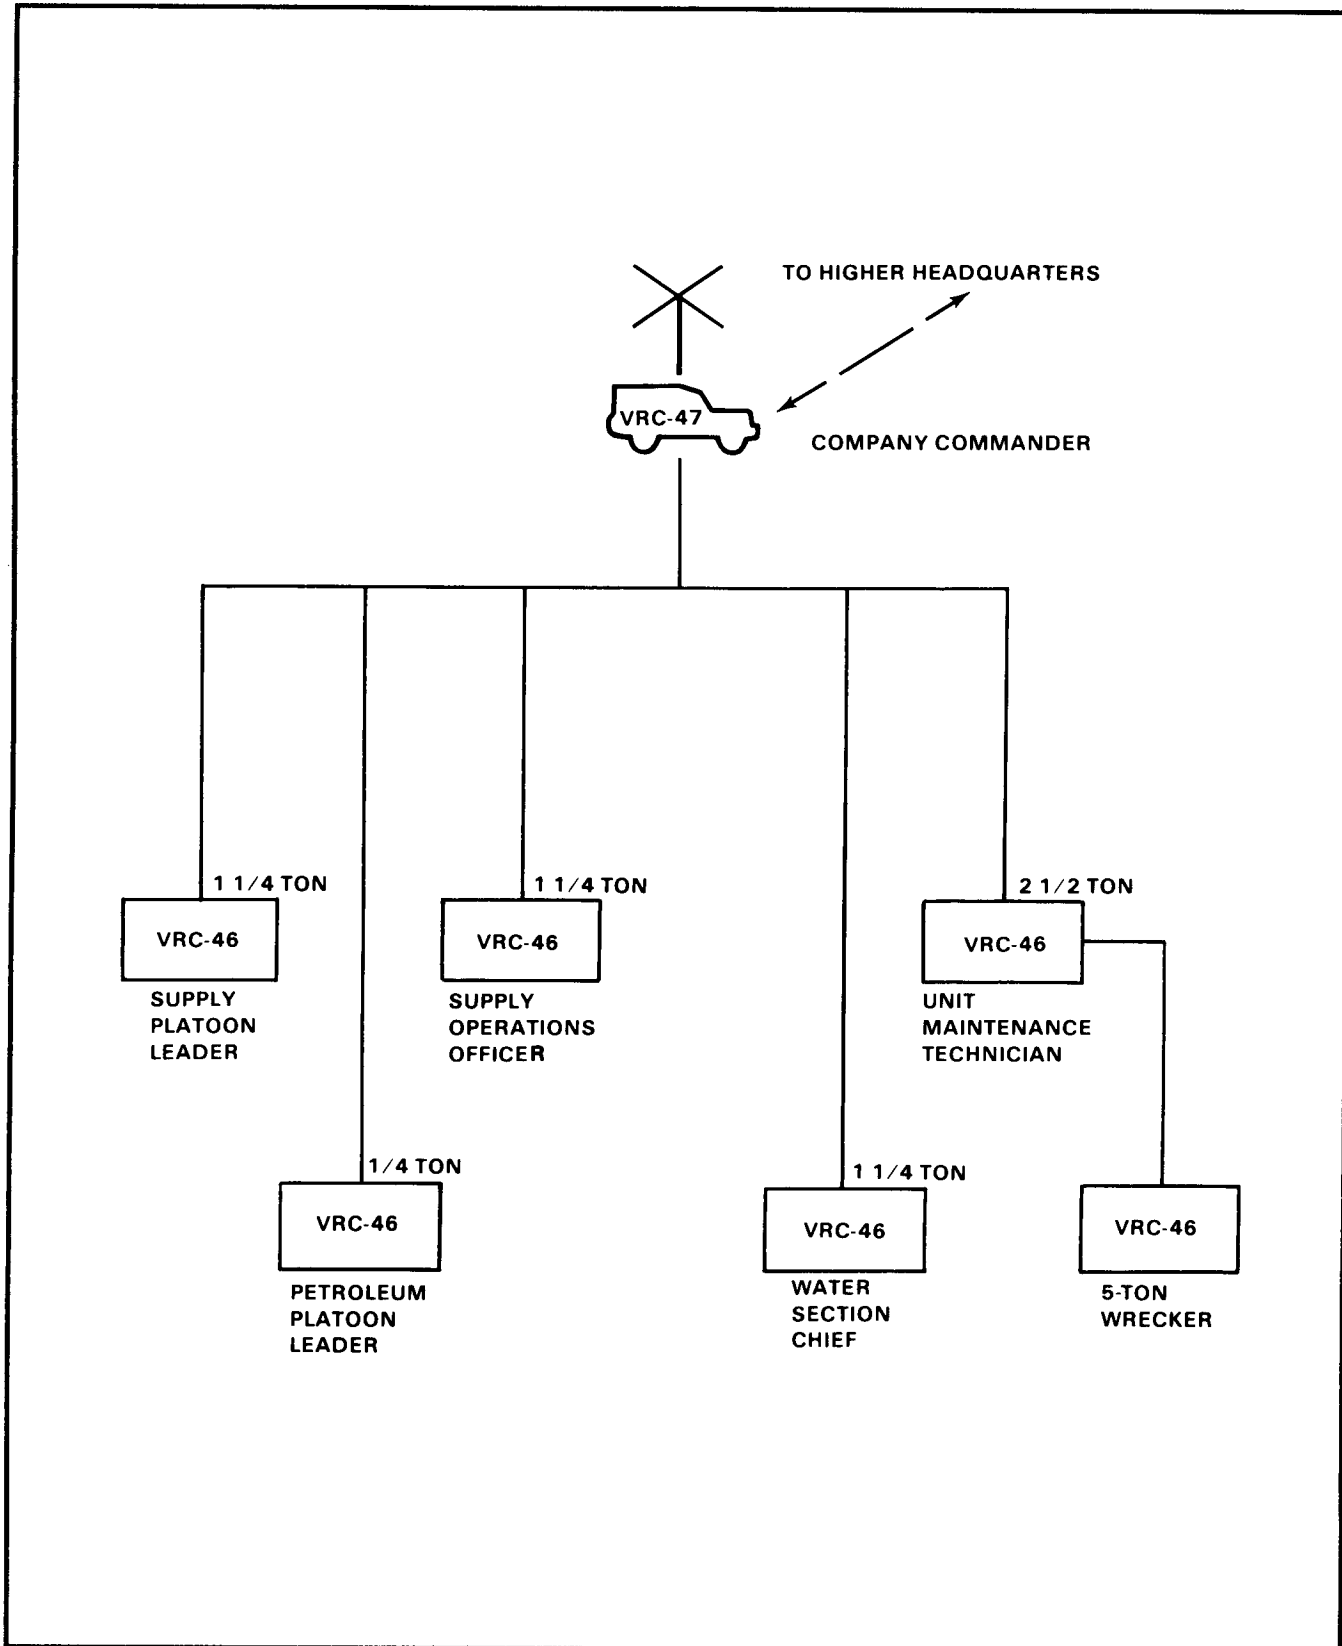 TO HIGHER HEADQUARTERS
VRC-47
COMPANY COMMANDER
1 1/4 TON
VRC-46
SUPPLY
PLATOON
LEADER
1 1/4 TON
VRC-46
SUPPLY
OPERATIONS
OFFICER
2 1/2 TON
VRC-46
UNIT
MAINTENANCE
TECHNICIAN
1/4 TON
VRC-46
PETROLEUM
PLATOON
LEADER
1 1/4 TON
VRC-46
WATER
SECTION
CHIEF
VRC-46
5-TON
WRECKER